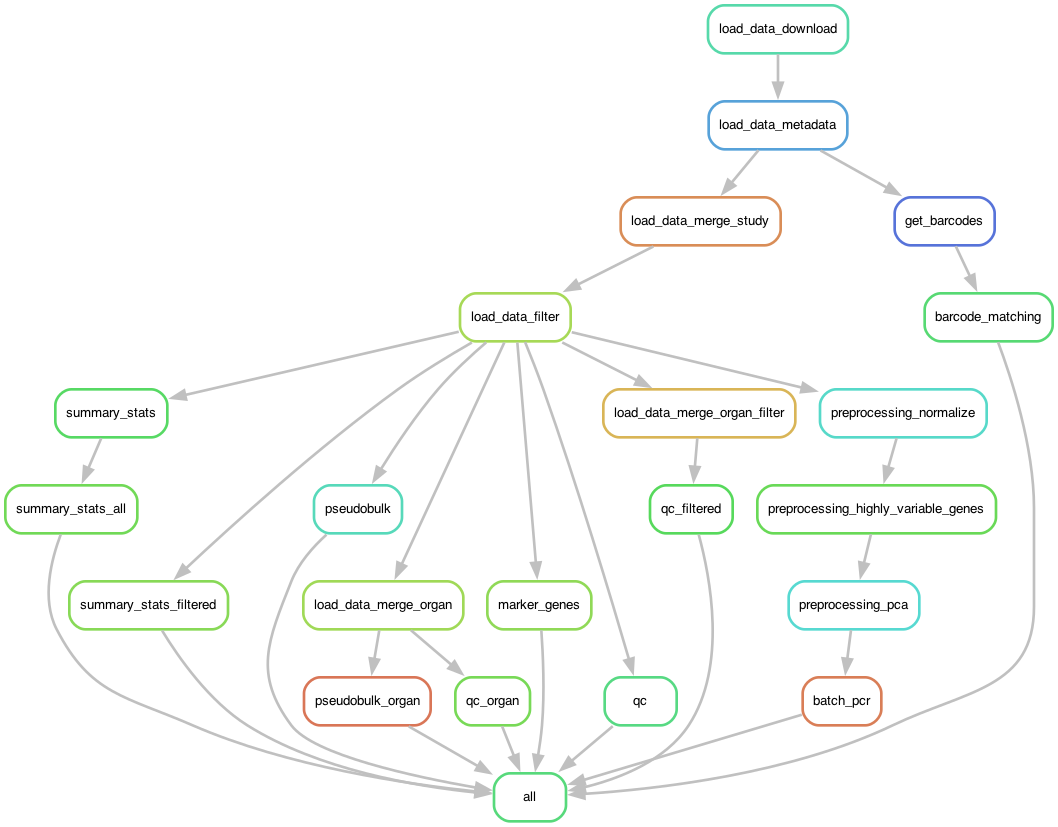 load_data_download
load_data_metadata
load_data_merge_study
get_barcodes
load_data_filter
barcode_matching
summary_stats
load_data_merge_organ_filter
preprocessing_normalize
summary_stats_all
pseudobulk
qc_filtered
preprocessing_highly_variable_genes
summary_stats_filtered
load_data_merge_organ
marker_genes
preprocessing_pca
pseudobulk_organ
qc_organ
qc
batch_pcr
all